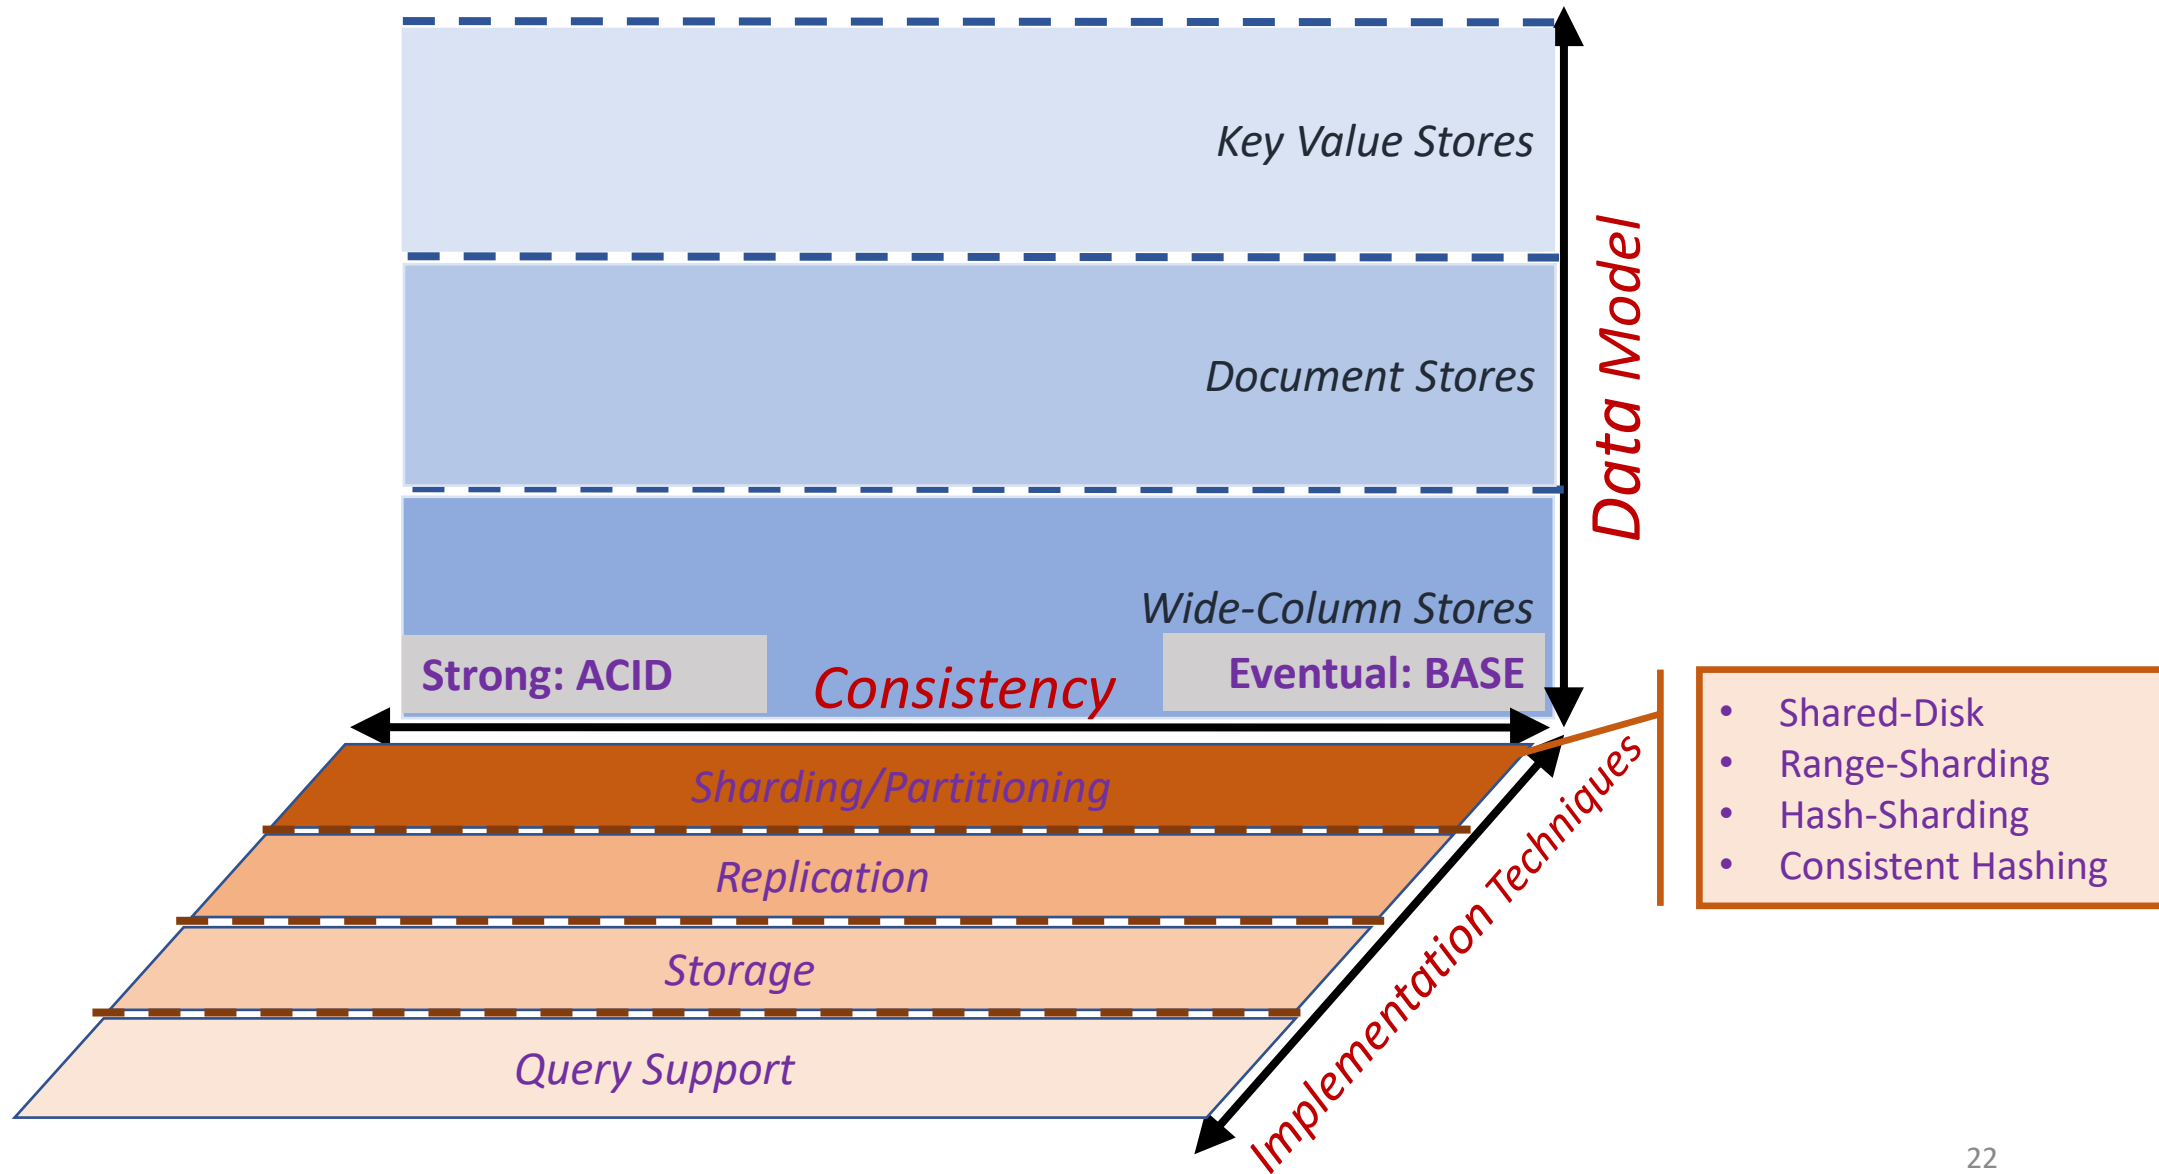 Key Value Stores
Document Stores
Data Model
Wide-Column Stores
Strong: ACID
Consistency
Eventual: BASE
Sharding/Partitioning
Replication
Storage
Query Support
Implementation Techniques
• Shared-Disk
• Range-Sharding
• Hash-Sharding
• Consistent Hashing
22